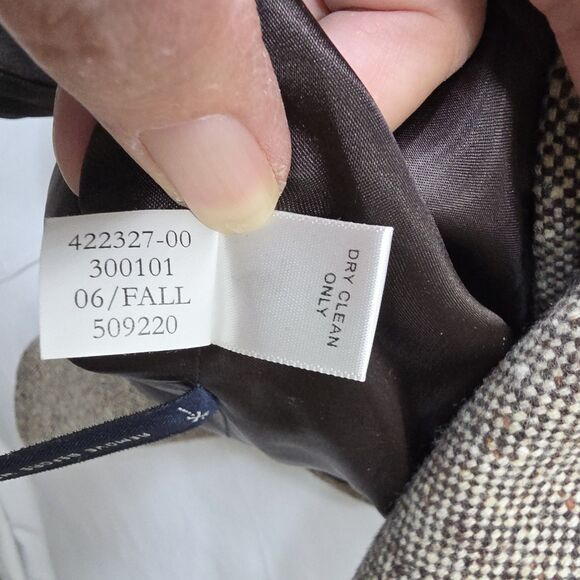 422327-00
300101
06/FALL
509220
DRY CLEAN
ONLY